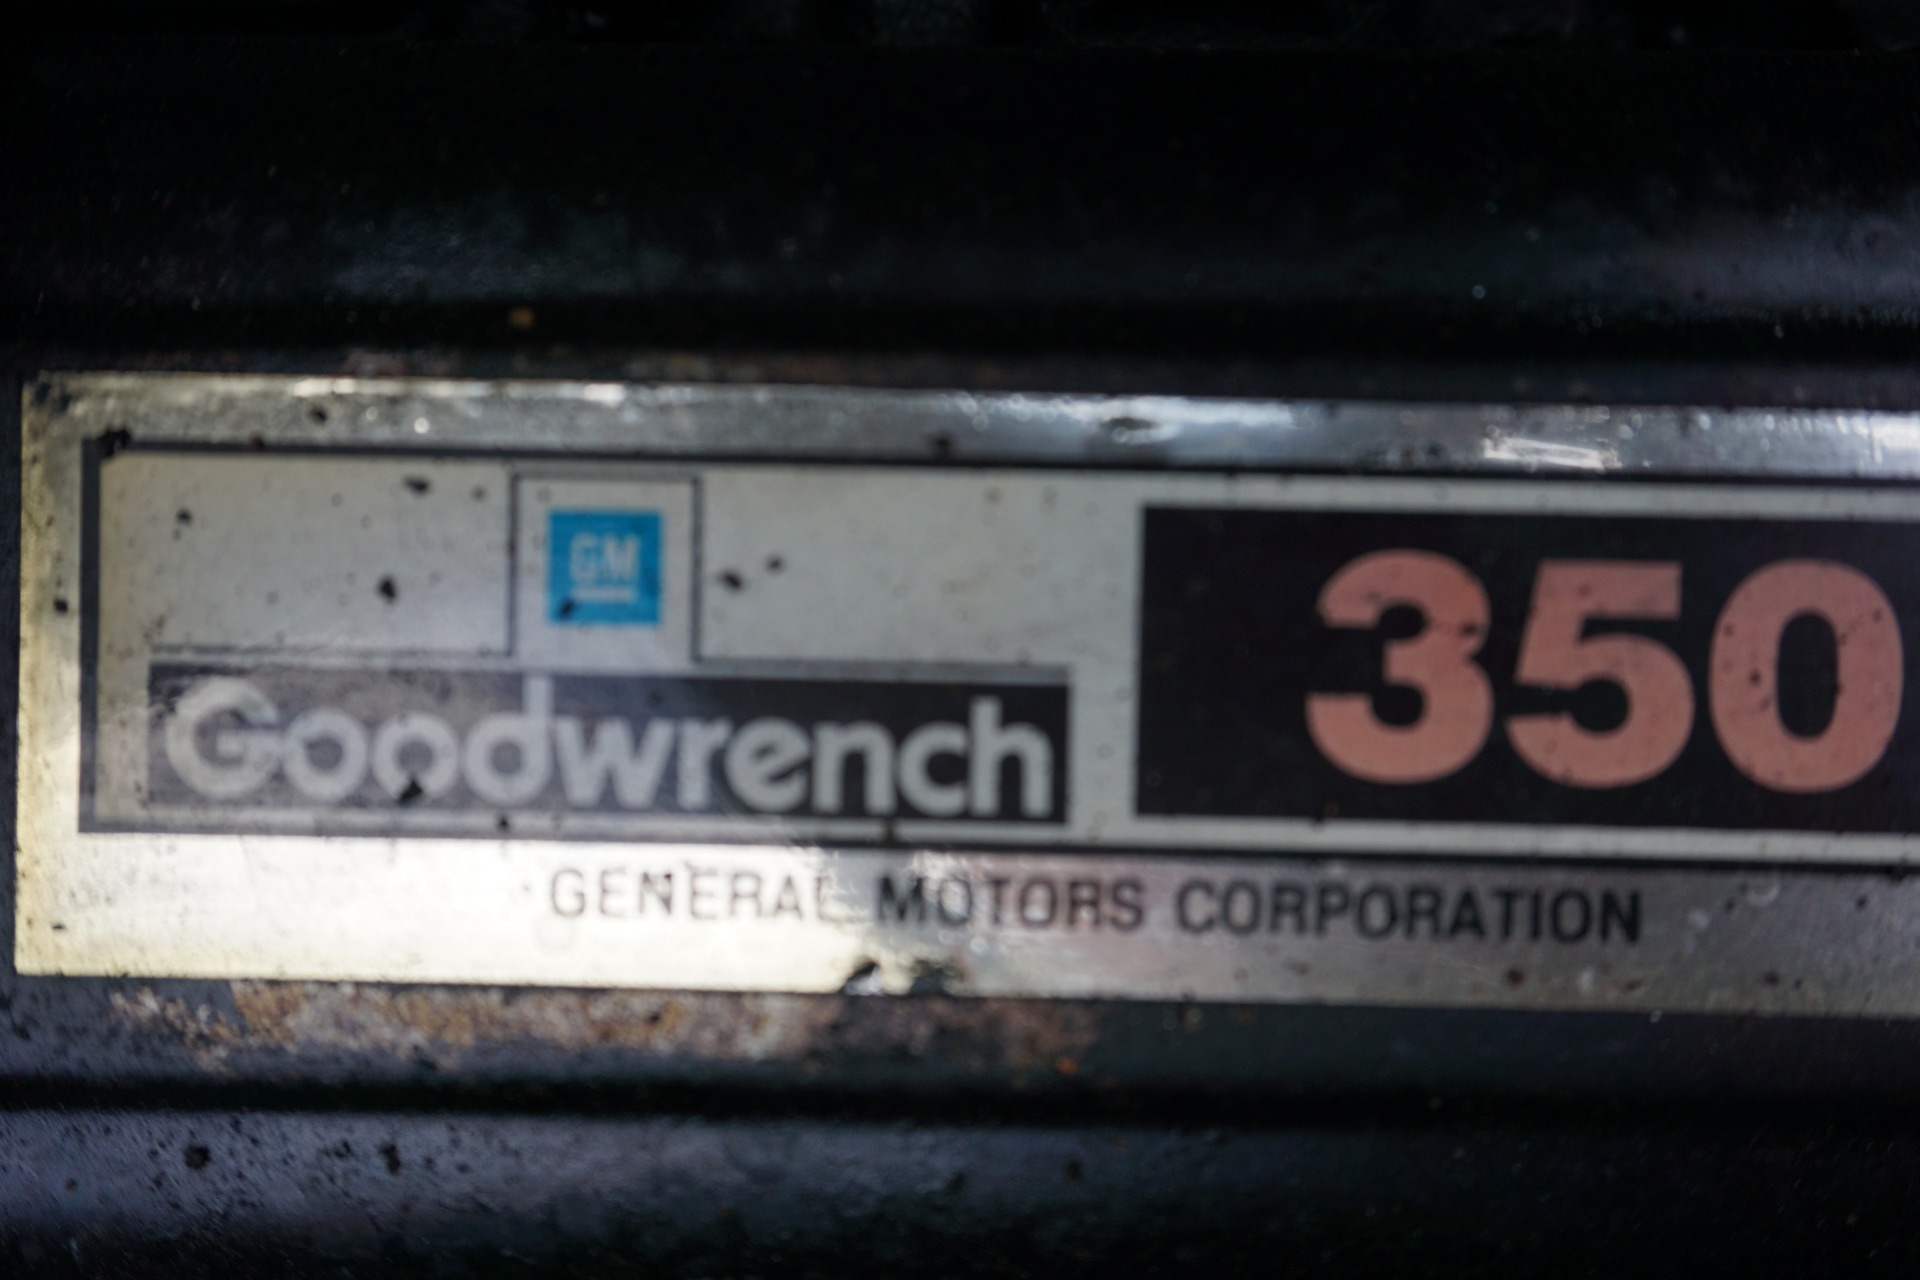 GM
Goodwrench
350
GENERAL MOTORS CORPORATION